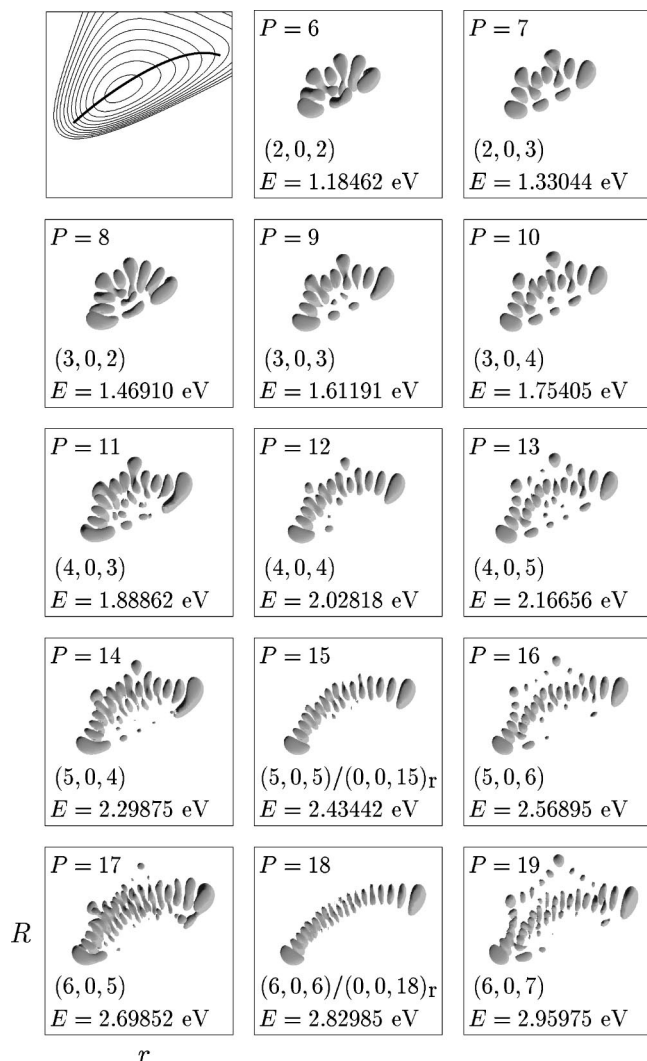 P = 6
(2, 0, 2)
E = 1.18462 eV
P = 7
(2, 0, 3)
E = 1.33044 eV
P = 8
(3, 0, 2)
E = 1.46910 eV
P = 9
(3, 0, 3)
E = 1.61191 eV
P = 10
(3, 0, 4)
E = 1.75405 eV
P = 11
(4, 0, 3)
E = 1.88862 eV
P = 12
(4, 0, 4)
E = 2.02818 eV
P = 13
(4, 0, 5)
E = 2.16656 eV
P = 14
(5, 0, 4)
E = 2.29875 eV
P = 15
(5, 0, 5)/(0, 0, 15)r
E = 2.43442 eV
P = 16
(5, 0, 6)
E = 2.56895 eV
P = 17
(6, 0, 5)
E = 2.69852 eV
P = 18
(6, 0, 6)/(0, 0, 18)r
E = 2.82985 eV
P = 19
(6, 0, 7)
E = 2.95975 eV
R
r